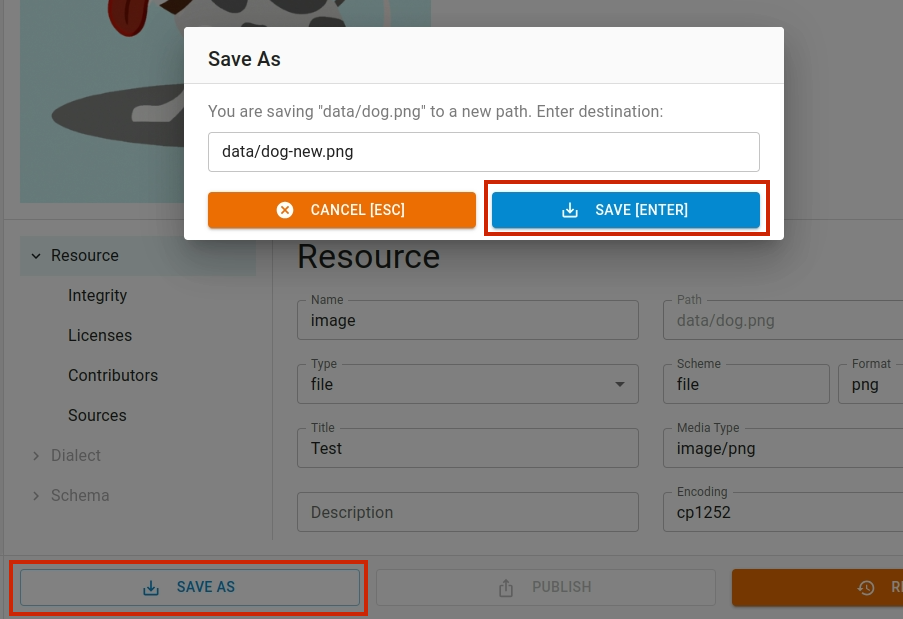 Save As
You are saving "data/dog.png" to a new path. Enter destination:
data/dog-new.png
CANCEL [ESC]
SAVE [ENTER]
Resource
Integrity
Licenses
Contributors
Sources
Dialect
Schema
Resource
Name
image
Path
data/dog.png
Type
file
Scheme
file
Format
png
Title
Test
Media Type
image/png
Description
Encoding
cp1252
SAVE AS
PUBLISH